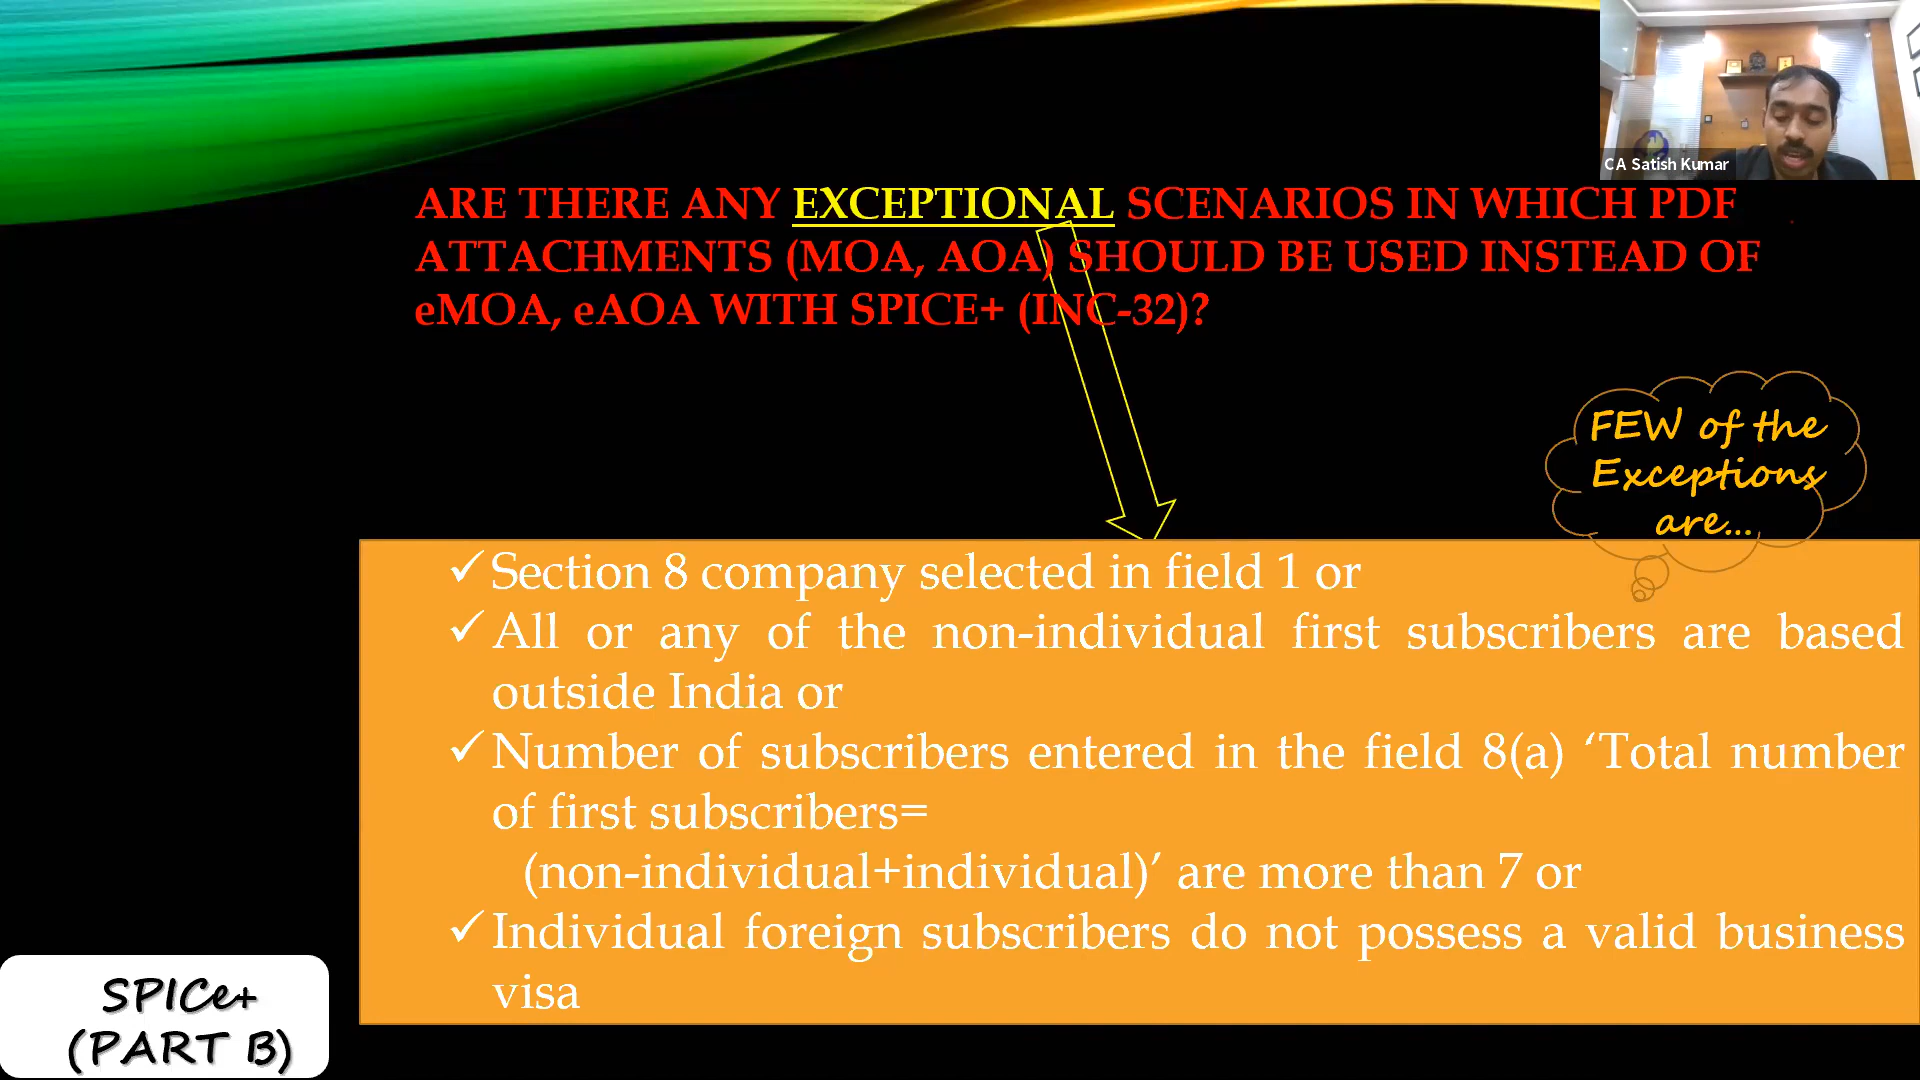 CA Satish Kumar
ARE THERE ANY EXCEPTIONAL SCENARIOS IN WHICH PDF
ATTACHMENTS (MOA, AOA) SHOULD BE USED INSTEAD OF
eMOA, eAOA WITH SPICE+ (INC-32)?
FEW of the
Exceptions
are...
✓Section 8 company selected in field 1 or
✓All or any of the non-individual first subscribers are based
outside India or
✓Number of subscribers entered in the field 8(a) ‘Total number
of first subscribers=
(non-individual+individual)’ are more than 7 or
✓Individual foreign subscribers do not possess a valid business
visa
SPICe+
(PART B)